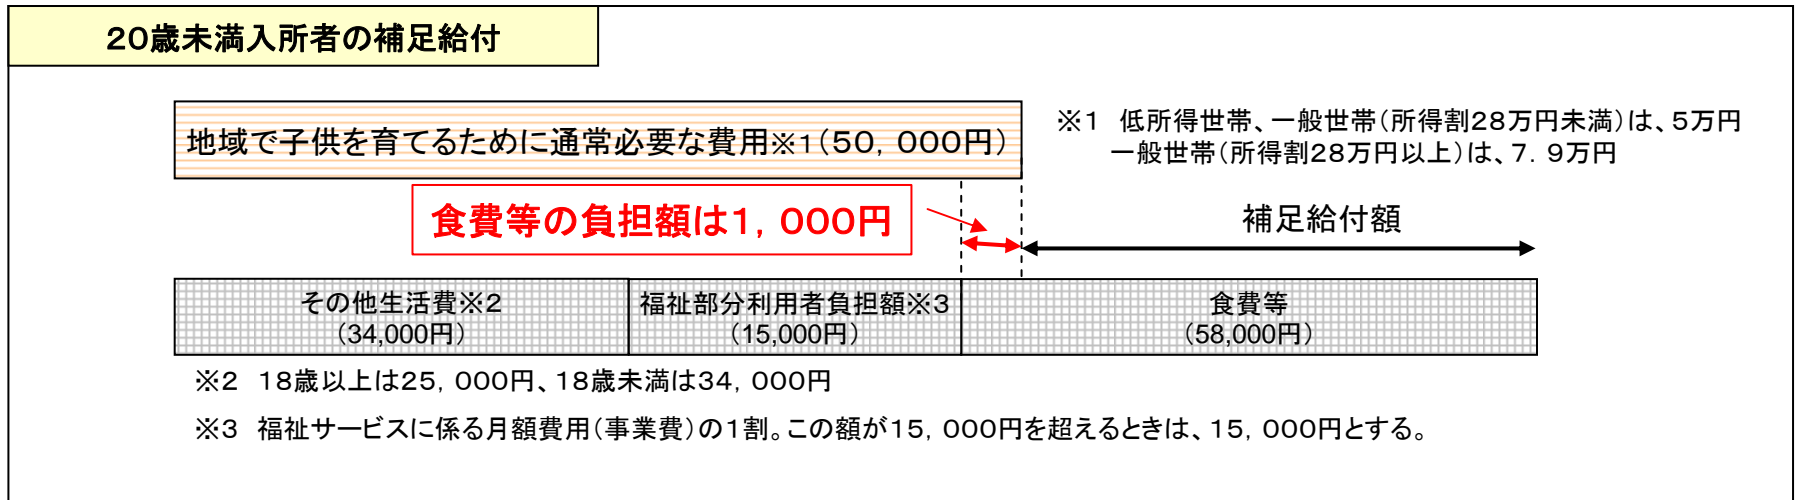 20歳未満入所者の補足給付
地域で子供を育てるために通常必要な費用※1（50，000円）
※1　低所得世帯、一般世帯（所得割28万円未満）は、5万円
一般世帯（所得割28万円以上）は、7．9万円
食費等の負担額は1，000円
補足給付額
その他生活費※2
（34,000円）
福祉部分利用者負担額※3
（15,000円）
食費等
（58,000円）
※2　18歳以上は25，000円、18歳未満は34，000円
※3　福祉サービスに係る月額費用（事業費）の1割。この額が15，000円を超えるときは、15，000円とする。